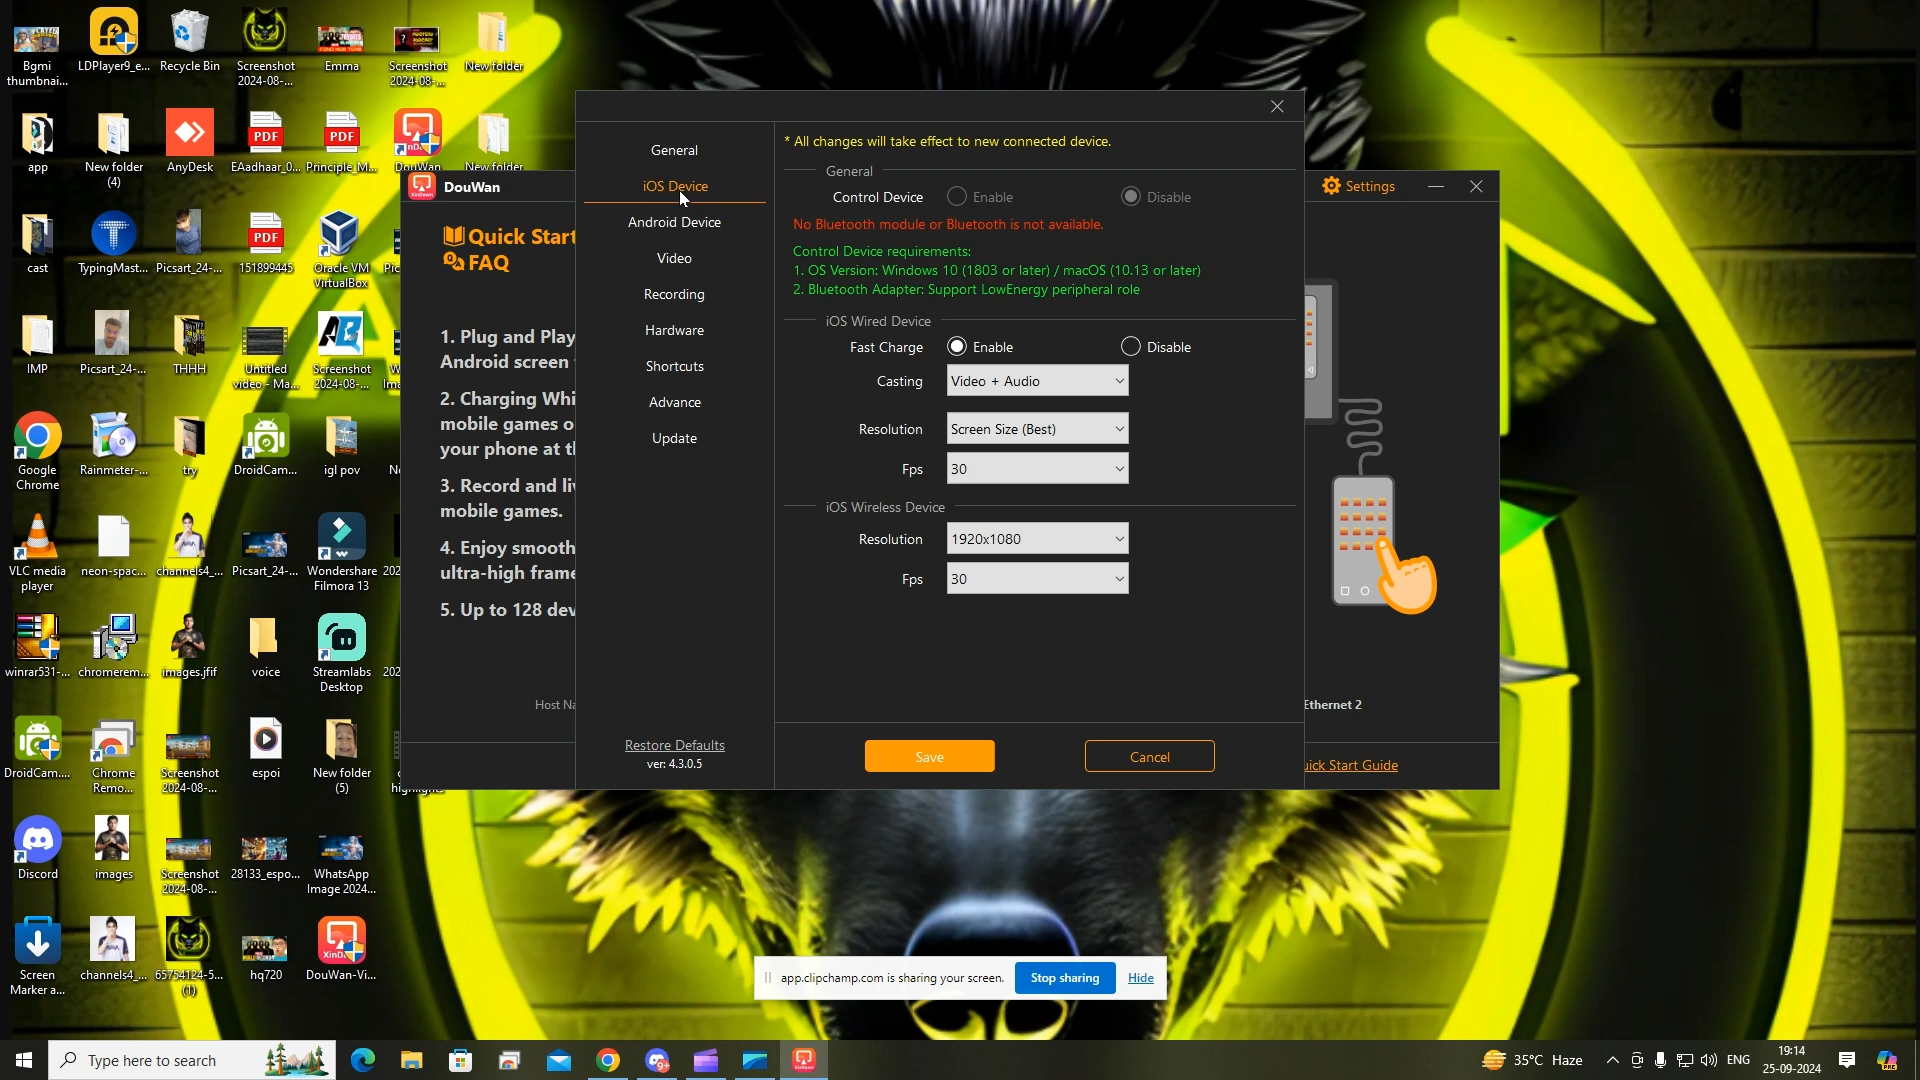 Bgmi
thumbnai...
LDPlayer9_e...
Recycle Bin
Screenshot
2024-08-...
Emma
Screenshot
2024-08-...
New folder
app
New folder
(4)
AnyDesk
PDF
EAadhaar_0...
PDF
Principle_M...
DouWan
New folder
cast
TypingMast...
Picsart_24-...
PDF
151899445
Oracle VM
VirtualBox
IMP
Picsart_24-...
THHH
Untitled
video - Ma...
Screenshot
2024-08-...
Google
Chrome
Rainmeter-...
try
DroidCam...
igl pov
VLC media
player
neon-spac...
channels4_...
Picsart_24-...
Wondershare
Filmora 13
winrar531-...
chromerem...
images.jfif
voice
Streamlabs
Desktop
DroidCam....
Chrome
Remo...
Screenshot
2024-08-...
espoi
New folder
(5)
highlights
Discord
images
Screenshot
2024-08-...
28133_espo...
WhatsApp
Image 2024...
Screen
Marker a...
channels4_...
65754124-5...
(1)
hq720
XinDawn
DouWan-Vi...
XinDawn
DouWan
Settings
Quick Start
FAQ
1. Plug and Play
Android screen
2. Charging Whi
mobile games o
your phone at th
3. Record and li
mobile games.
4. Enjoy smooth
ultra-high frame
5. Up to 128 dev
Host Na
Ethernet 2
uick Start Guide
General
iOS Device
Android Device
Video
Recording
Hardware
Shortcuts
Advance
Update
Restore Defaults
ver: 4.3.0.5
* All changes will take effect to new connected device.
General
Control Device Enable Disable
No Bluetooth module or Bluetooth is not available.
Control Device requirements:
1. OS Version: Windows 10 (1803 or later) / macOS (10.13 or later)
2. Bluetooth Adapter: Support LowEnergy peripheral role
iOS Wired Device
Fast Charge Enable Disable
Casting Video + Audio
Resolution Screen Size (Best)
Fps 30
iOS Wireless Device
Resolution 1920x1080
Fps 30
Save Cancel
app.clipchamp.com is sharing your screen. Stop sharing Hide
Type here to search
9+
35°C Haze
ENG
19:14
25-09-2024